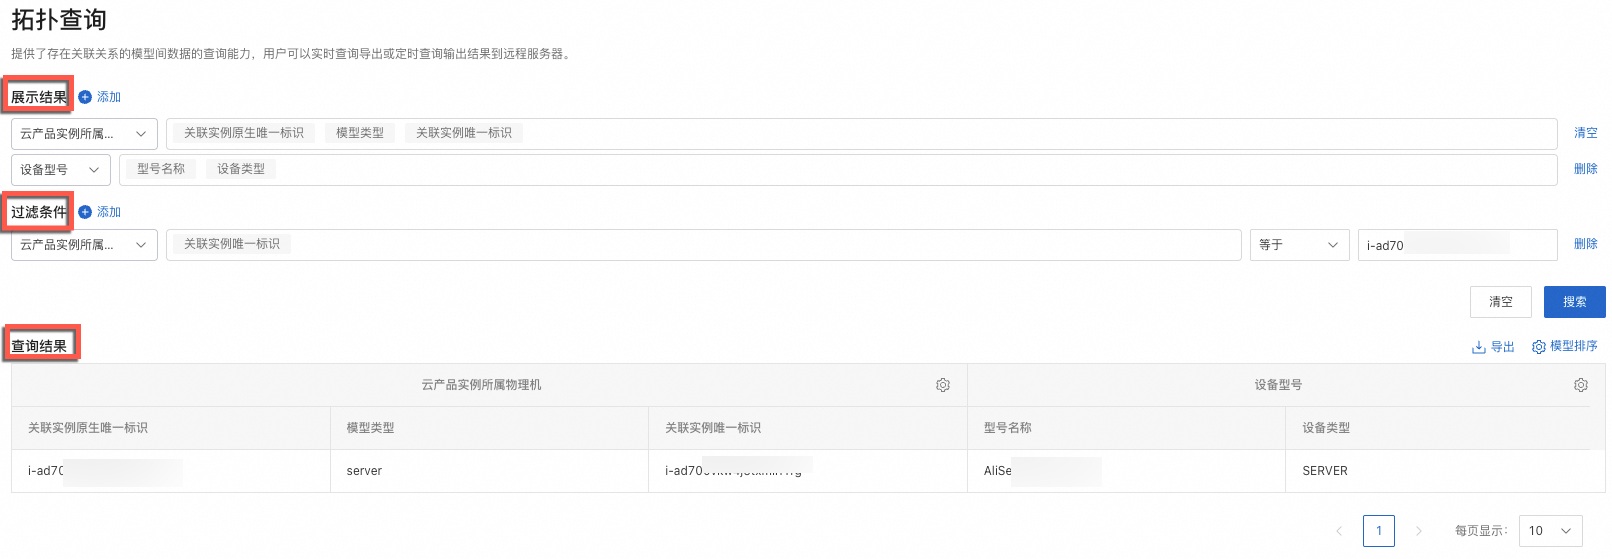 拓扑查询
提供了存在关联关系的模型间数据的查询能力，用户可以实时查询导出或定时查询输出结果到远程服务器。
展示结果 添加
云产品实例所属... 关联实例原生唯一标识 模型类型 关联实例唯一标识 清空
设备型号 型号名称 设备类型 删除
过滤条件 添加
云产品实例所属... 关联实例唯一标识 等于 i-ad70 删除
清空 搜索
查询结果 导出 模型排序
云产品实例所属物理机 设备型号
关联实例原生唯一标识 模型类型 关联实例唯一标识 型号名称 设备类型
i-ad70 server i-ad70 AliSe SERVER
1 每页显示： 10